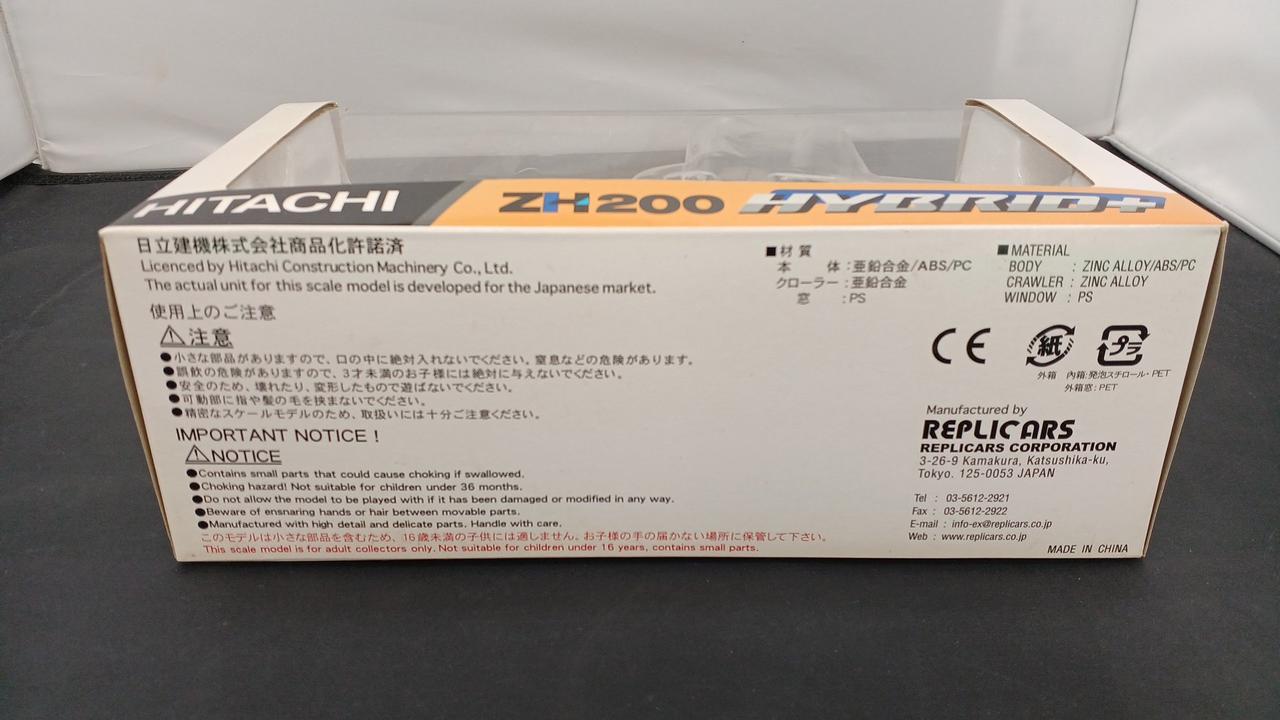 HITACHI
ZH200 HYBRID+
日立建機株式会社商品化許諾済
Licenced by Hitachi Construction Machinery Co., Ltd.
The actual unit for this scale model is developed for the Japanese market.
使用上のご注意
⚠注意
●小さな部品がありますので、口の中に絶対入れないでください。窒息などの危険があります。
●誤飲の危険がありますので、3才未満のお子様には絶対に与えないでください。
●安全のため、壊れたり、変形したもので遊ばないでください。
●可動部に指や髪の毛を挟まないでください。
●精密なスケールモデルのため、取扱いには十分ご注意ください。
IMPORTANT NOTICE !
⚠NOTICE
●Contains small parts that could cause choking if swallowed.
●Choking hazard! Not suitable for children under 36 months.
●Do not allow the model to be played with if it has been damaged or modified in any way.
●Beware of ensnaring hands or hair between movable parts.
●Manufactured with high detail and delicate parts. Handle with care.
このモデルは小さな部品を含むため、16歳未満の子供には適しません。お子様の手の届かない場所に保管して下さい。
This scale model is for adult collectors only. Not suitable for children under 16 years, contains small parts.
■材質
本体:亜鉛合金/ABS/PC
クローラー:亜鉛合金
窓:PS
■MATERIAL
BODY : ZINC ALLOY/ABS/PC
CRAWLER : ZINC ALLOY
WINDOW : PS
CE 紙 プラ
外箱 内箱:発泡スチロール・PET
外箱窓:PET
Manufactured by
REPLICARS
REPLICARS CORPORATION
3-26-9 Kamakura, Katsushika-ku,
Tokyo. 125-0053 JAPAN
Tel : 03-5612-2921
Fax : 03-5612-2922
E-mail : info-ex@replicars.co.jp
Web : www.replicars.co.jp
MADE IN CHINA